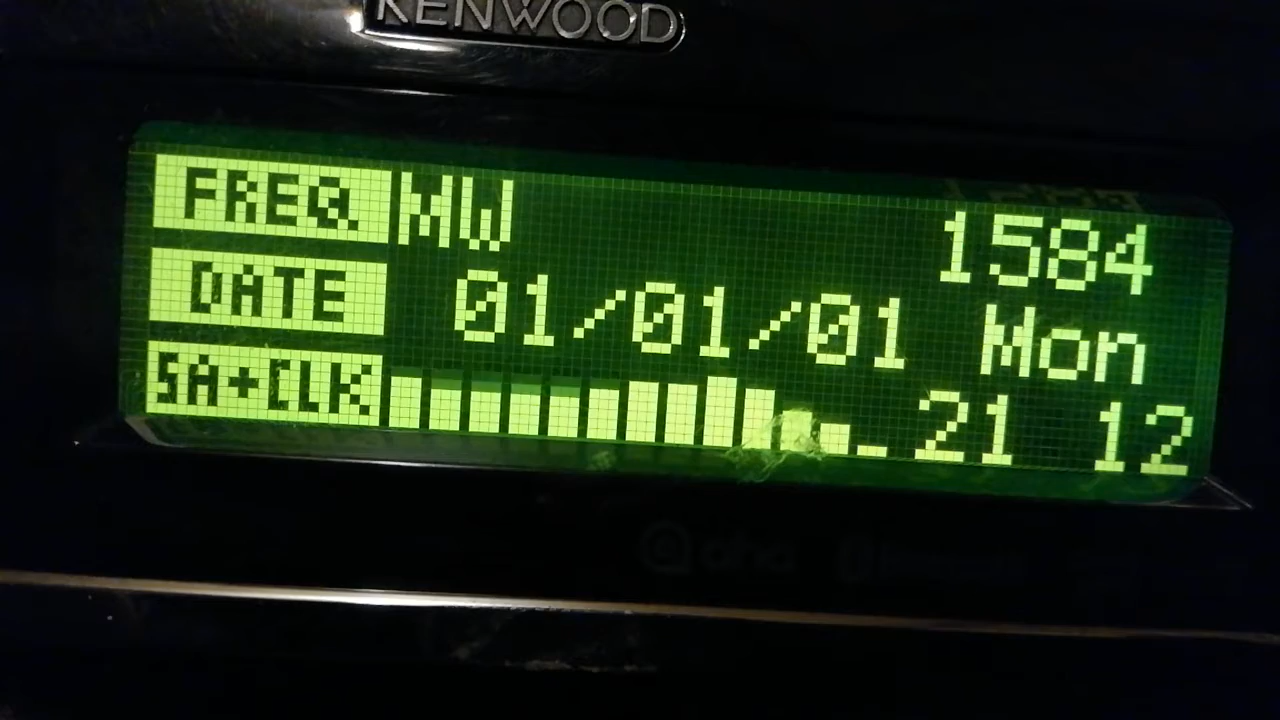 KENWOOD
FREQ MW 1584
DATE 01/01/01 Mon
SA+CLK 21 12